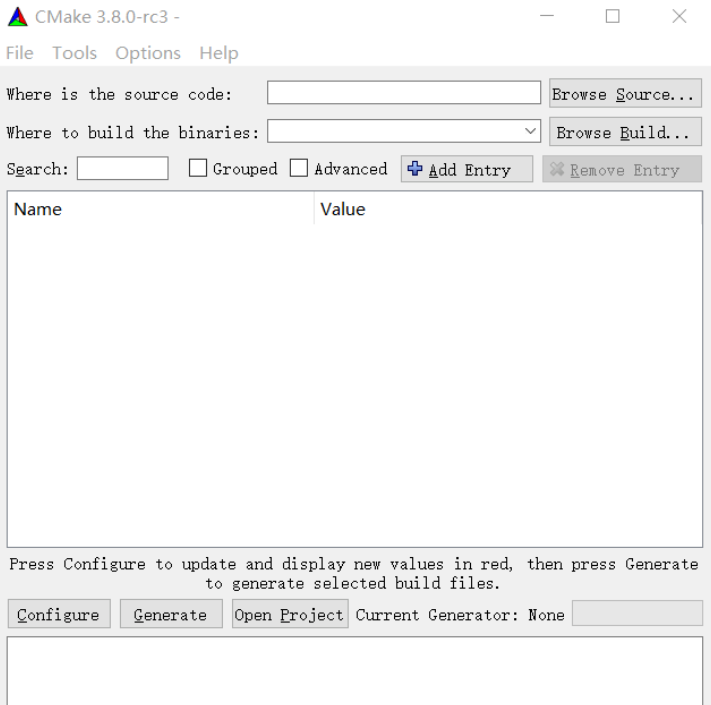 CMake 3.8.0-rc3 -
File Tools Options Help
Where is the source code: Browse Source...
Where to build the binaries: Browse Build...
Search: Grouped Advanced Add Entry Remove Entry
Name Value
Press Configure to update and display new values in red, then press Generate
to generate selected build files.
Configure Generate Open Project Current Generator: None